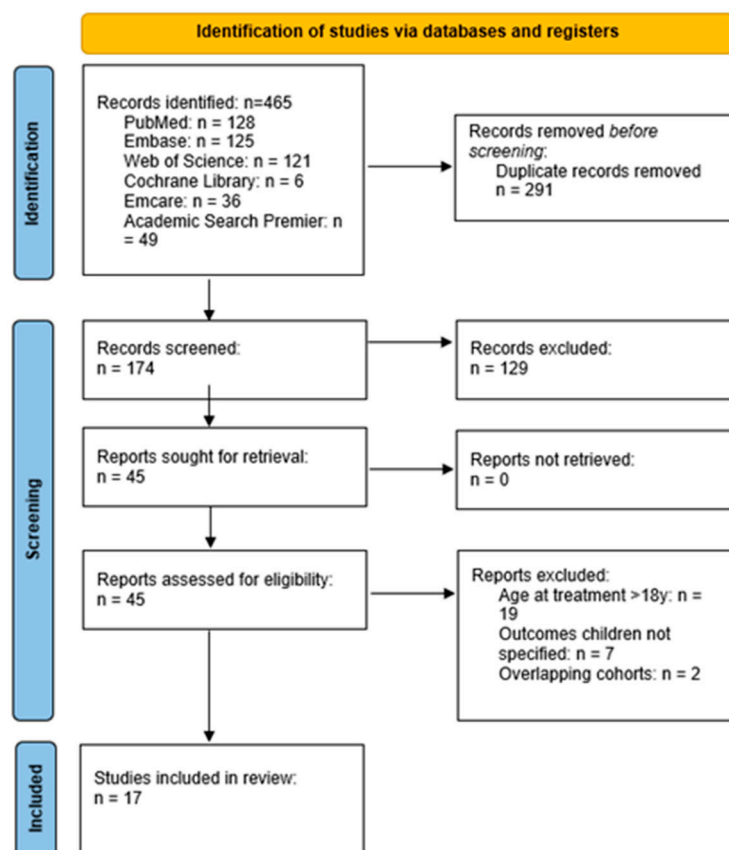 Identification of studies via databases and registers
Identification
Records identified: n=465
PubMed: n = 128
Embase: n = 125
Web of Science: n = 121
Cochrane Library: n = 6
Emcare: n = 36
Academic Search Premier: n
= 49
Records removed before
screening:
Duplicate records removed
n = 291
Screening
Records screened:
n = 174
Records excluded:
n = 129
Reports sought for retrieval:
n = 45
Reports not retrieved:
n = 0
Reports assessed for eligibility:
n = 45
Reports excluded:
Age at treatment >18y: n =
19
Outcomes children not
specified: n = 7
Overlapping cohorts: n = 2
Included
Studies included in review:
n = 17